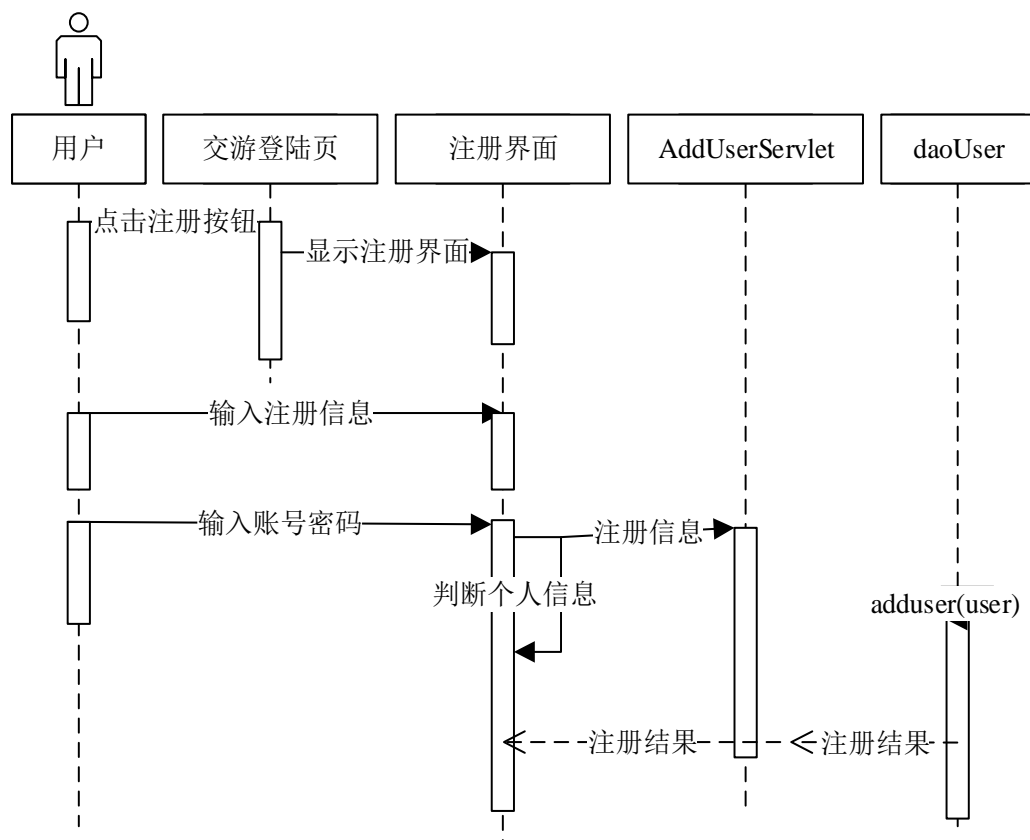 用户
交游登陆页
注册界面
AddUserServlet
daoUser
点击注册按钮
显示注册界面
输入注册信息
输入账号密码
注册信息
判断个人信息
adduser(user)
注册结果
注册结果